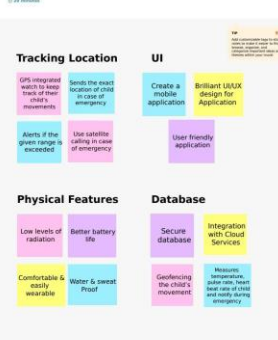 Tracking Location
UI
GPS integrated
watch to keep
track of their
child's
movements
Sends the exact
location of child
in case of
emergency
Create a
mobile
application
Brilliant UI/UX
design for
Application
Alerts if the
given range is
exceeded
Use satellite
calling in case
of emergency
User friendly
application
Physical Features
Database
Low levels of
radiation
Better battery
life
Secure
database
Integration
with Cloud
Services
Comfortable &
easily
wearable
Water & sweat
Proof
Geofencing
the child's
movement
Measures
temperature,
pulse rate, heart
beat rate of child
and notify during
emergency